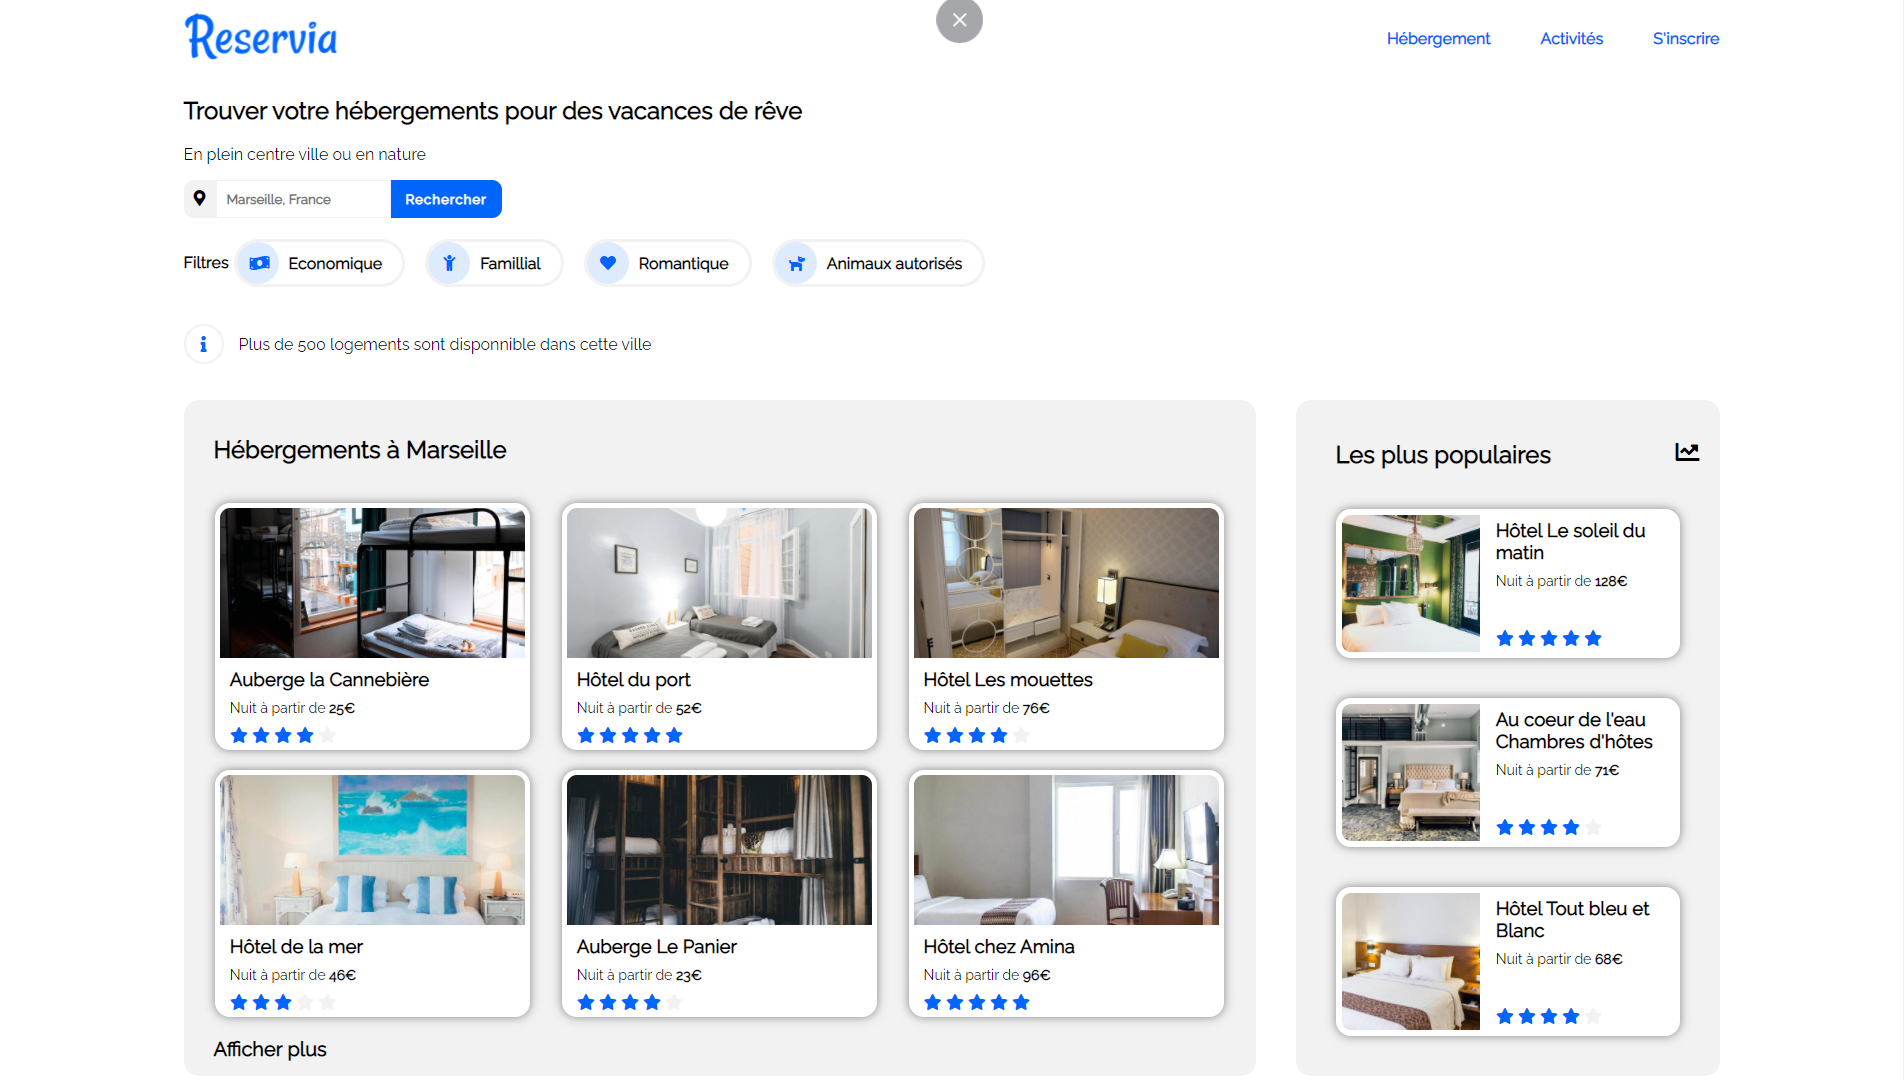 Reservia
Hébergement
Activités
S'inscrire
Trouver votre hébergements pour des vacances de rêve
En plein centre ville ou en nature
Marseille, France
Rechercher
Filtres
Economique
Famillial
Romantique
Animaux autorisés
Plus de 500 logements sont disponnible dans cette ville
Hébergements à Marseille
Auberge la Cannebière
Nuit à partir de 25€
Hôtel du port
Nuit à partir de 52€
Hôtel Les mouettes
Nuit à partir de 76€
Hôtel de la mer
Nuit à partir de 46€
Auberge Le Panier
Nuit à partir de 23€
Hôtel chez Amina
Nuit à partir de 96€
Afficher plus
Les plus populaires
Hôtel Le soleil du
matin
Nuit à partir de 128€
Au coeur de l'eau
Chambres d'hôtes
Nuit à partir de 71€
Hôtel Tout bleu et
Blanc
Nuit à partir de 68€